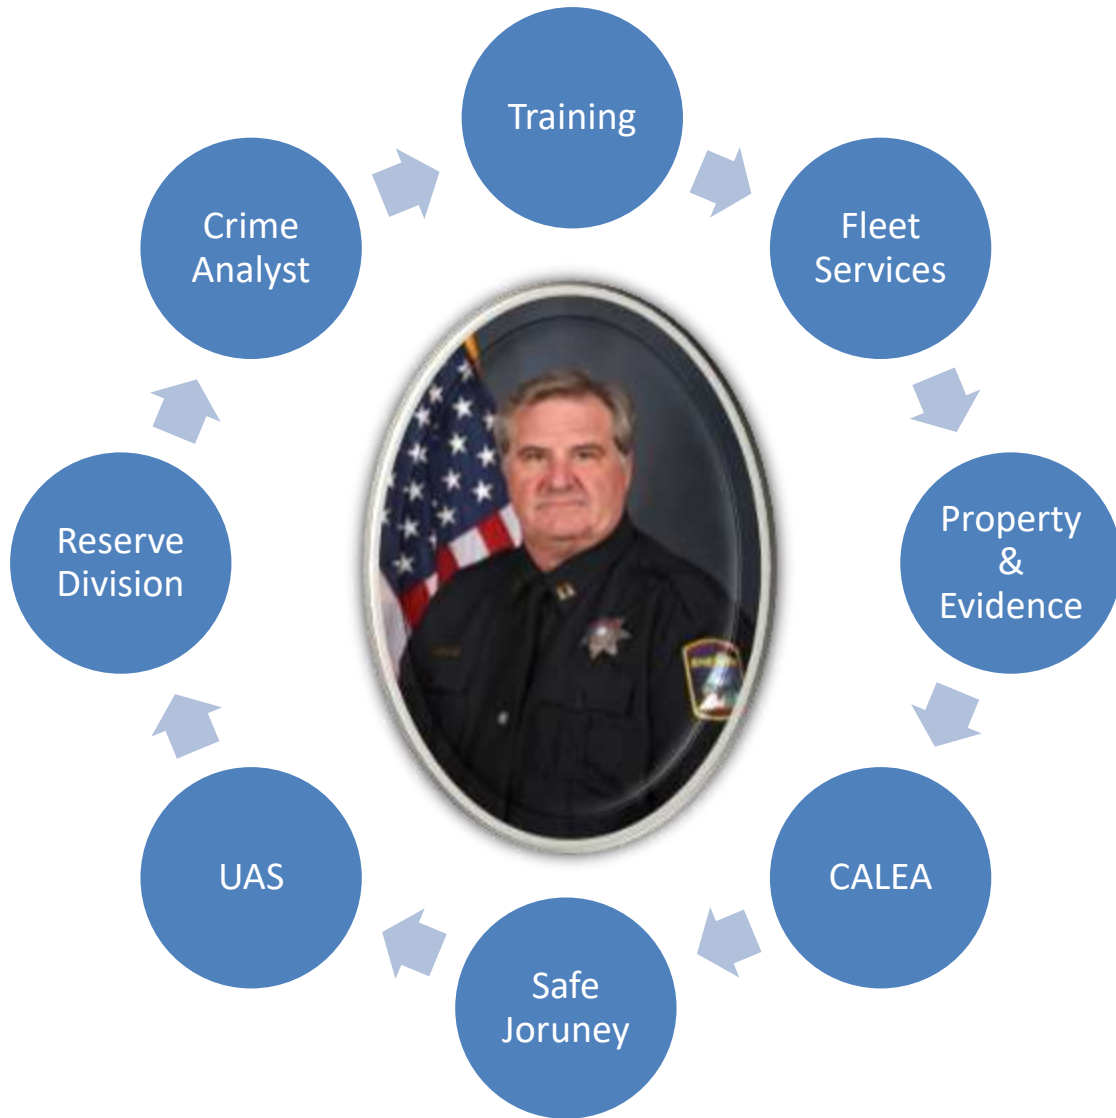 Training
Fleet
Services
Property
&
Evidence
CALEA
Safe
Joruney
UAS
Reserve
Division
Crime
Analyst